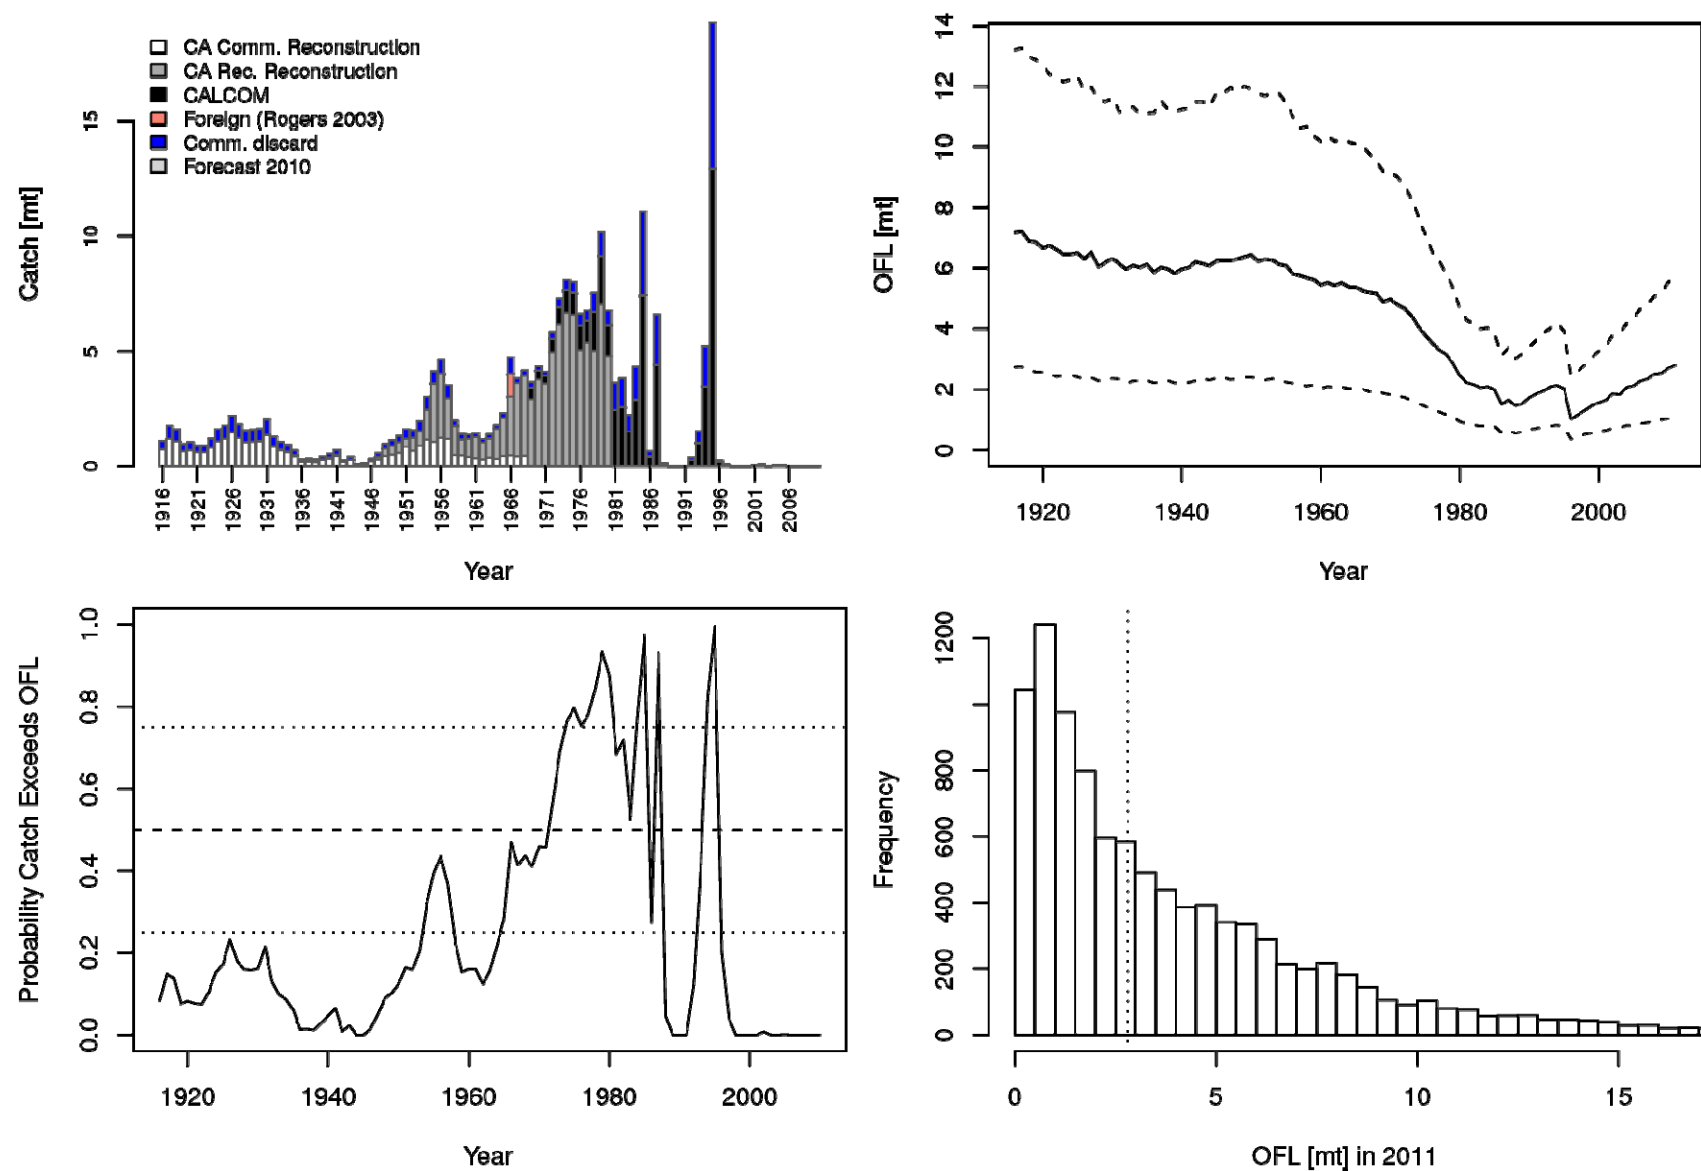 CA Comm. Reconstruction
CA Rec. Reconstruction
CALCOM
Foreign (Rogers 2003)
Comm. discard
Forecast 2010
Catch [mt]
0 5 10 15
1916 1921 1926 1931 1936 1941 1946 1951 1956 1961 1966 1971 1976 1981 1986 1991 1996 2001 2006
Year
OFL [mt]
0 2 4 6 8 10 12 14
1920 1940 1960 1980 2000
Year
Probability Catch Exceeds OFL
0.0 0.2 0.4 0.6 0.8 1.0
1920 1940 1960 1980 2000
Year
Frequency
0 200 400 600 800 1200
0 5 10 15
OFL [mt] in 2011